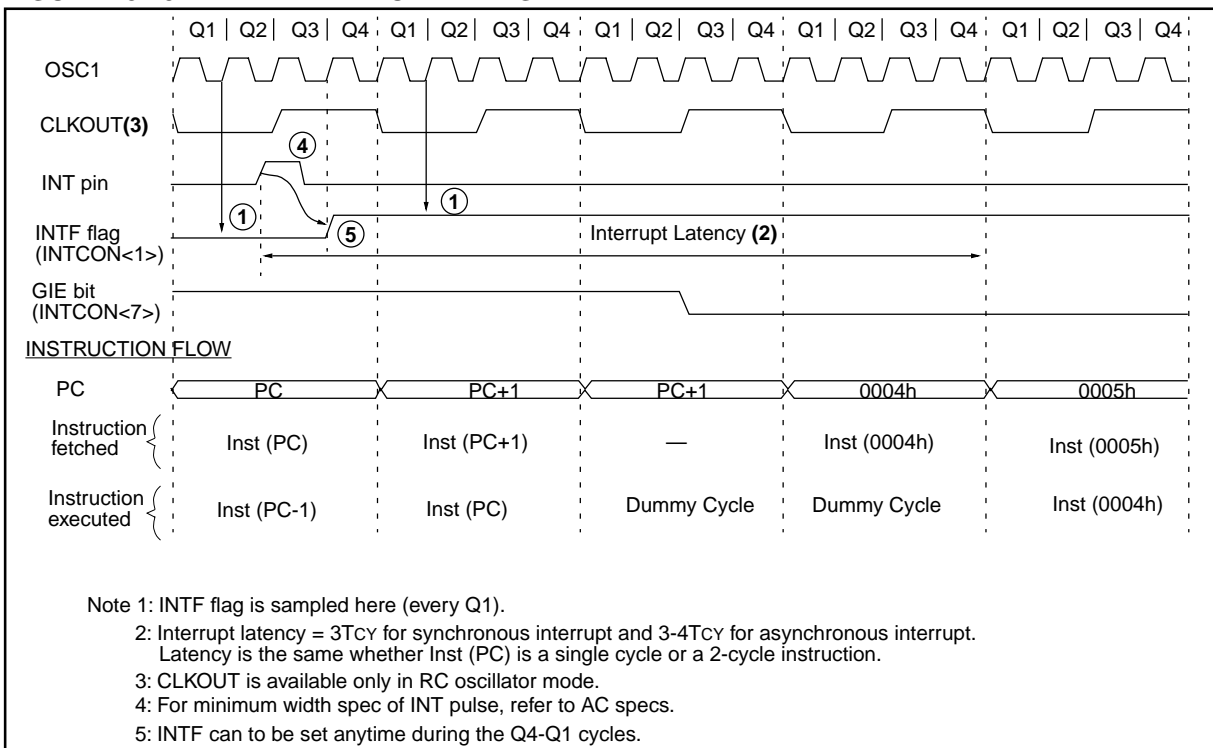 Q1 | Q2 | Q3 | Q4 Q1 | Q2 | Q3 | Q4 Q1 | Q2 | Q3 | Q4 Q1 | Q2 | Q3 | Q4 Q1 | Q2 | Q3 | Q4
OSC1
CLKOUT(3)
4
INT pin
1
1
INTF flag
(INTCON<1>)
5
Interrupt Latency (2)
GIE bit
(INTCON<7>)
INSTRUCTION FLOW
PC PC PC+1 PC+1 0004h 0005h
Instruction
fetched
Inst (PC) Inst (PC+1) — Inst (0004h) Inst (0005h)
Instruction
executed
Inst (PC-1) Inst (PC) Dummy Cycle Dummy Cycle Inst (0004h)
Note 1: INTF flag is sampled here (every Q1).
2: Interrupt latency = 3TCY for synchronous interrupt and 3-4TCY for asynchronous interrupt.
Latency is the same whether Inst (PC) is a single cycle or a 2-cycle instruction.
3: CLKOUT is available only in RC oscillator mode.
4: For minimum width spec of INT pulse, refer to AC specs.
5: INTF can to be set anytime during the Q4-Q1 cycles.